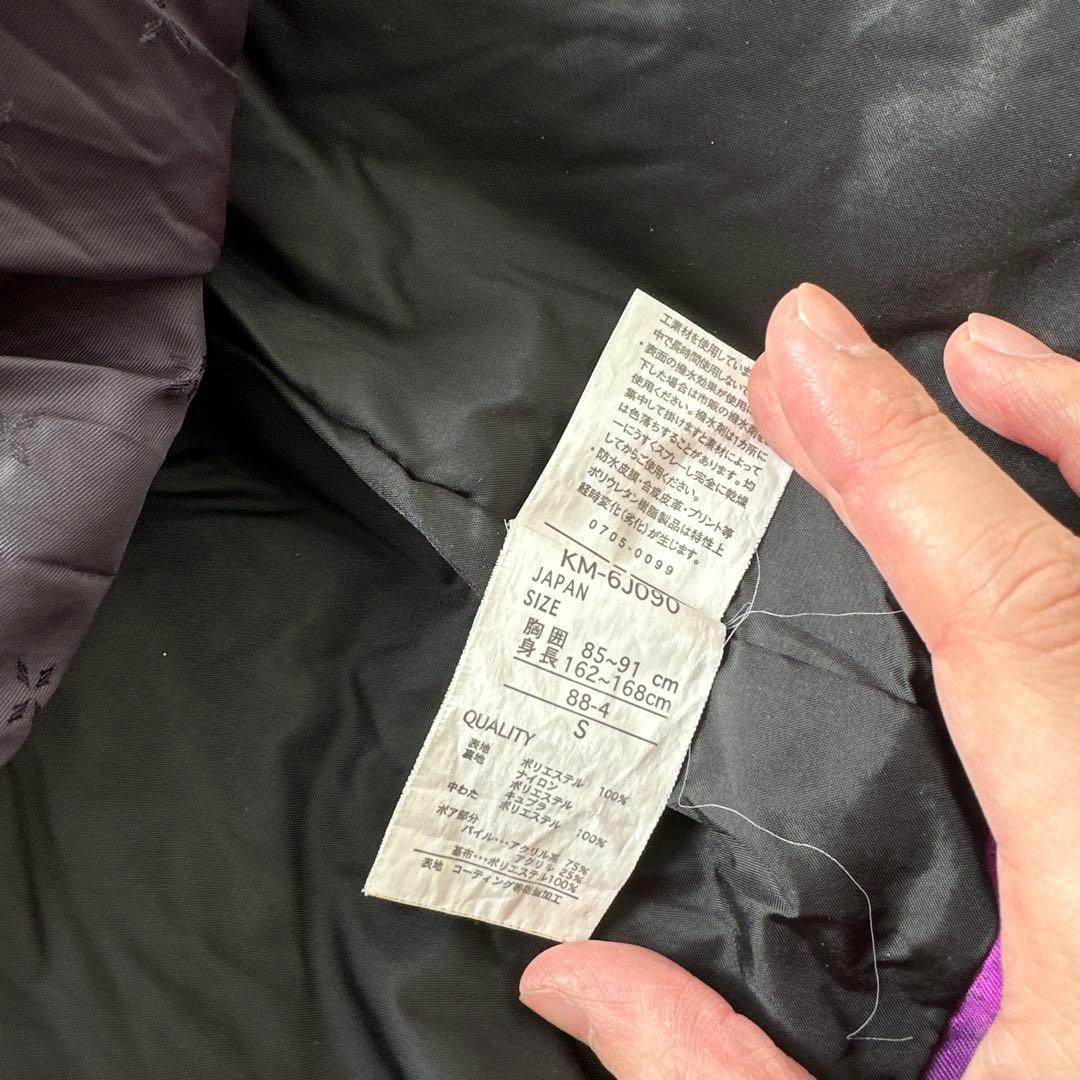 工素材を使用していま
中で長時間使用しないで
・表面の撥水効果が使用に
下した場合は市販の撥水剤を
使用ください。撥水剤は1カ所に
集中して掛けますと素材によって
は色落ちすることがあります。均
一にうすくスプレーし完全に乾燥
してからご使用ください。
・防水皮膜・合成皮革・プリント等
ポリウレタン樹脂製品は特性上
経時変化(劣化)が生じます。
0705-0099
KM-6J090
JAPAN
SIZE
胸囲 85~91 cm
身長 162~168cm
88-4
S
QUALITY
表地 ポリエステル 100%
裏地 ナイロン
ポリエステル
キュプラ
中わた ポリエステル 100%
ボア部分
パイル・・・アクリル系 75%
アクリル 25%
基布・・・ポリエステル100%
表地 コーティング等樹脂加工